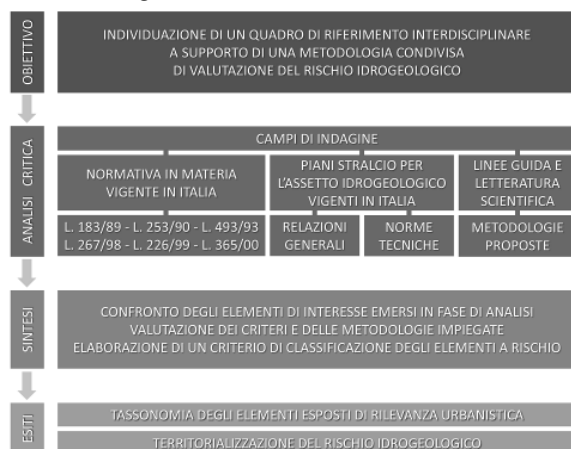 OBIETTIVO
INDIVIDUAZIONE DI UN QUADRO DI RIFERIMENTO INTERDISCIPLINARE
A SUPPORTO DI UNA METODOLOGIA CONDIVISA
DI VALUTAZIONE DEL RISCHIO IDROGEOLOGICO
ANALISI CRITICA
CAMPI DI INDAGINE
NORMATIVA IN MATERIA
VIGENTE IN ITALIA
L. 183/89 - L. 253/90 - L. 493/93
L. 267/98 - L. 226/99 - L. 365/00
PIANI STRALCIO PER
L'ASSETTO IDROGEOLOGICO
VIGENTI IN ITALIA
RELAZIONI
GENERALI
NORME
TECNICHE
LINEE GUIDA E
LETTERATURA
SCIENTIFICA
METODOLOGIE
PROPOSTE
SINTESI
CONFRONTO DEGLI ELEMENTI DI INTERESSE EMERSI IN FASE DI ANALISI
VALUTAZIONE DEI CRITERI E DELLE METODOLOGIE IMPIEGATE
ELABORAZIONE DI UN CRITERIO DI CLASSIFICAZIONE DEGLI ELEMENTI A RISCHIO
ESITI
TASSONOMIA DEGLI ELEMENTI ESPOSTI DI RILEVANZA URBANISTICA
TERRITORIALIZZAZIONE DEL RISCHIO IDROGEOLOGICO